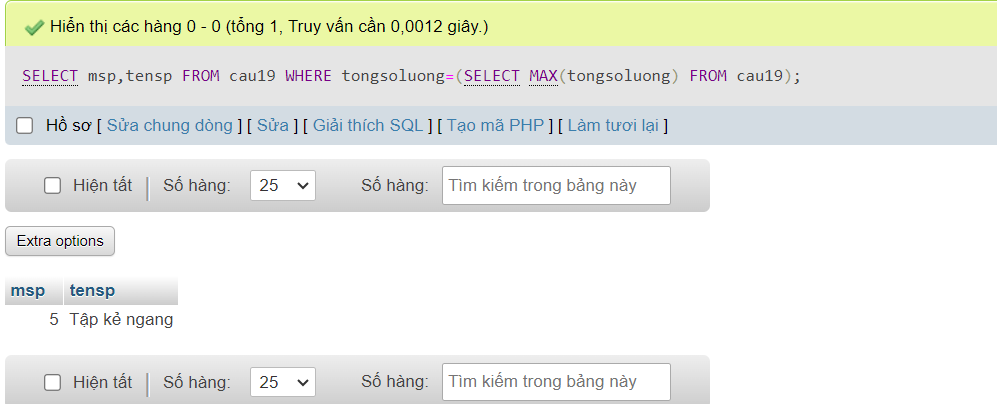 Hiển thị các hàng 0 - 0 (tổng 1, Truy vấn cần 0,0012 giây.)
SELECT msp,tensp FROM cau19 WHERE tongsoluong=(SELECT MAX(tongsoluong) FROM cau19);
Hồ sơ [ Sửa chung dòng ] [ Sửa ] [ Giải thích SQL ] [ Tạo mã PHP ] [ Làm tươi lại ]
Hiện tất | Số hàng: 25 Số hàng: Tìm kiếm trong bảng này
Extra options
msp tensp
5 Tập kẻ ngang
Hiện tất | Số hàng: 25 Số hàng: Tìm kiếm trong bảng này